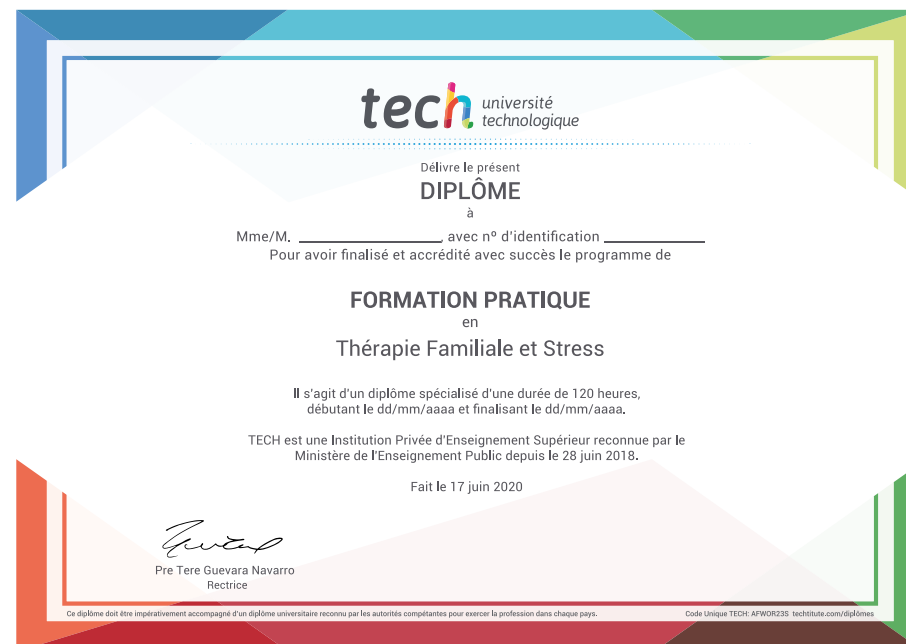 tech université
technologique
Délivre le présent
DIPLÔME
à
Mme/M. ____________________, avec nº d'identification ______________
Pour avoir finalisé et accrédité avec succès le programme de
FORMATION PRATIQUE
en
Thérapie Familiale et Stress
Il s'agit d'un diplôme spécialisé d'une durée de 120 heures,
débutant le dd/mm/aaaa et finalisant le dd/mm/aaaa.
TECH est une Institution Privée d'Enseignement Supérieur reconnue par le
Ministère de l'Enseignement Public depuis le 28 juin 2018.
Fait le 17 juin 2020
Pre Tere Guevara Navarro
Rectrice
Ce diplôme doit être impérativement accompagné d'un diplôme universitaire reconnu par les autorités compétentes pour exercer la profession dans chaque pays.
Code Unique TECH: AFWOR23S techtitute.com/diplômes